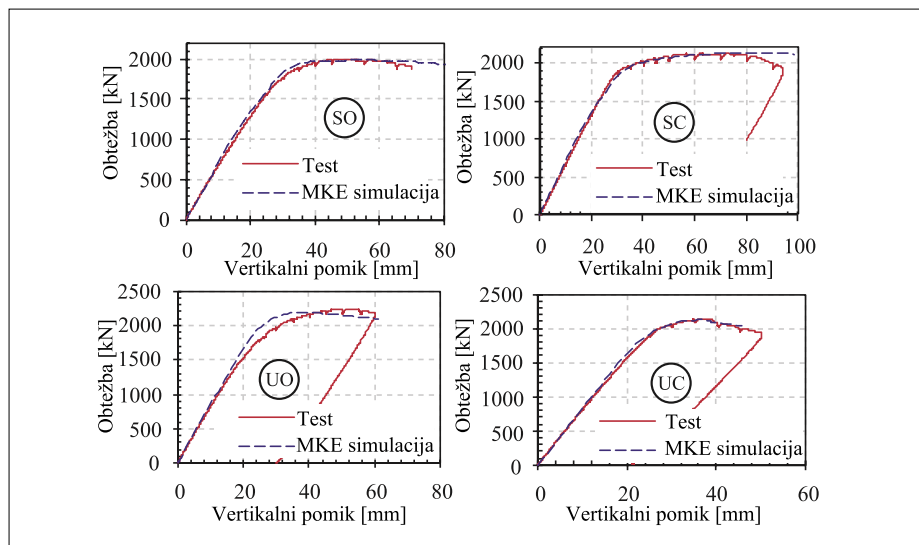 Obtežba [kN]
2000
1500
1000
500
0
SO
Test
MKE simulacija
0 20 40 60 80
Vertikalni pomik [mm]
Obtežba [kN]
2000
1500
1000
500
0
SC
Test
MKE simulacija
0 20 40 60 80 100
Vertikalni pomik [mm]
Obtežba [kN]
2500
2000
1500
1000
500
0
UO
Test
MKE simulacija
0 20 40 60 80
Vertikalni pomik [mm]
Obtežba [kN]
2500
2000
1500
1000
500
0
UC
Test
MKE simulacija
0 20 40 60
Vertikalni pomik [mm]